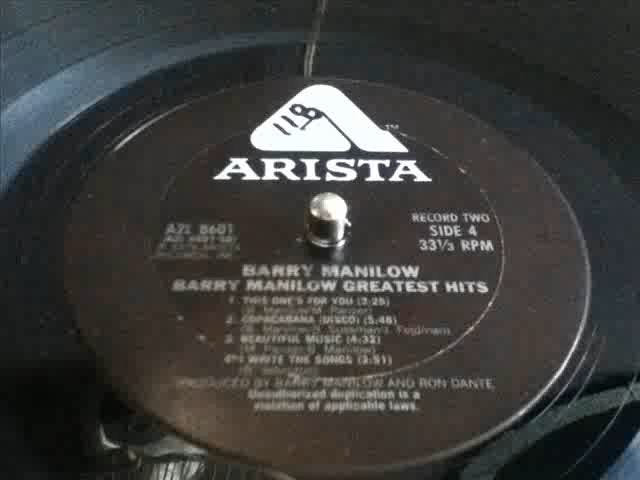 118
TM
ARISTA
A2L 8601
RECORD TWO
SIDE 4
33⅓ RPM
BARRY MANILOW
BARRY MANILOW GREATEST HITS
1. THIS ONE'S FOR YOU (3:25)
2. COPACABANA (DISCO) (5:46)
3. BEAUTIFUL MUSIC (4:32)
4. I WRITE THE SONGS (3:51)
PRODUCED BY BARRY MANILOW AND RON DANTE
Unauthorized duplication is a
violation of applicable laws.